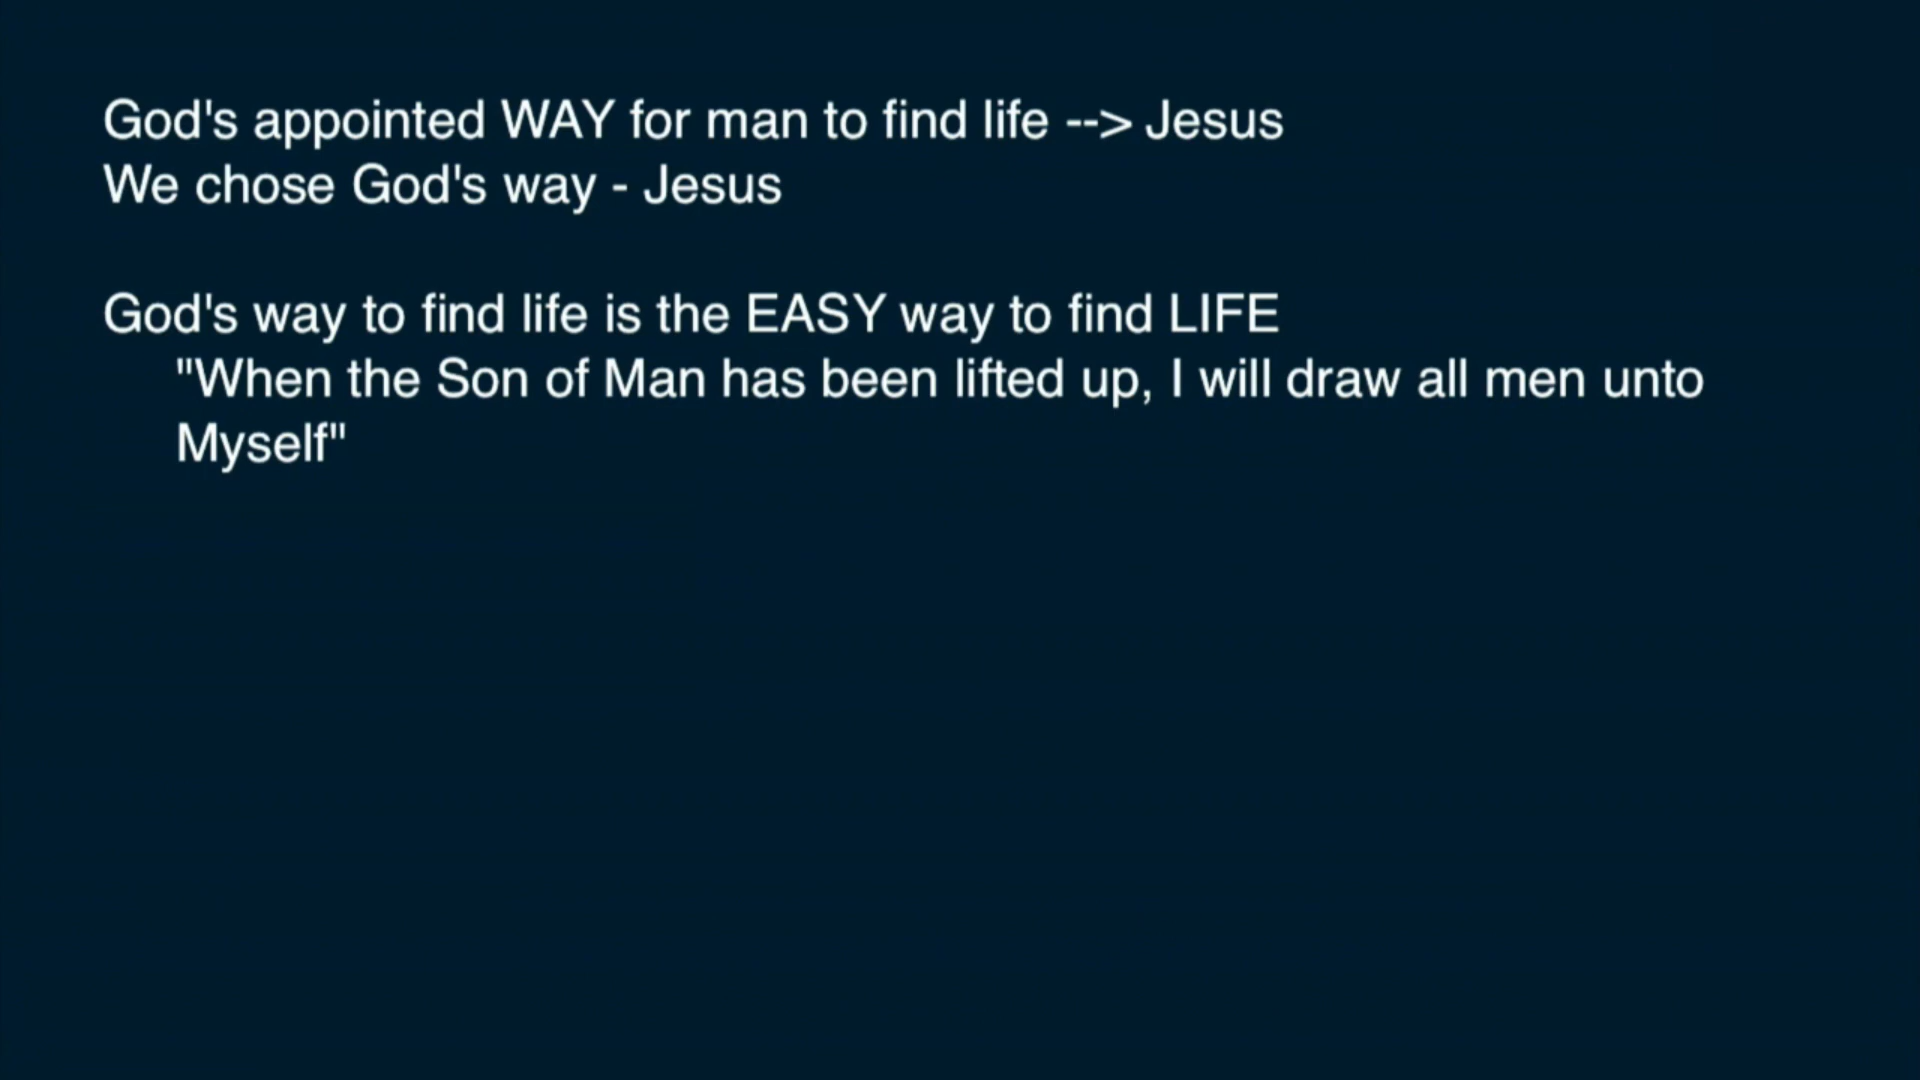 God's appointed WAY for man to find life --> Jesus
We chose God's way - Jesus
God's way to find life is the EASY way to find LIFE
"When the Son of Man has been lifted up, I will draw all men unto
Myself"